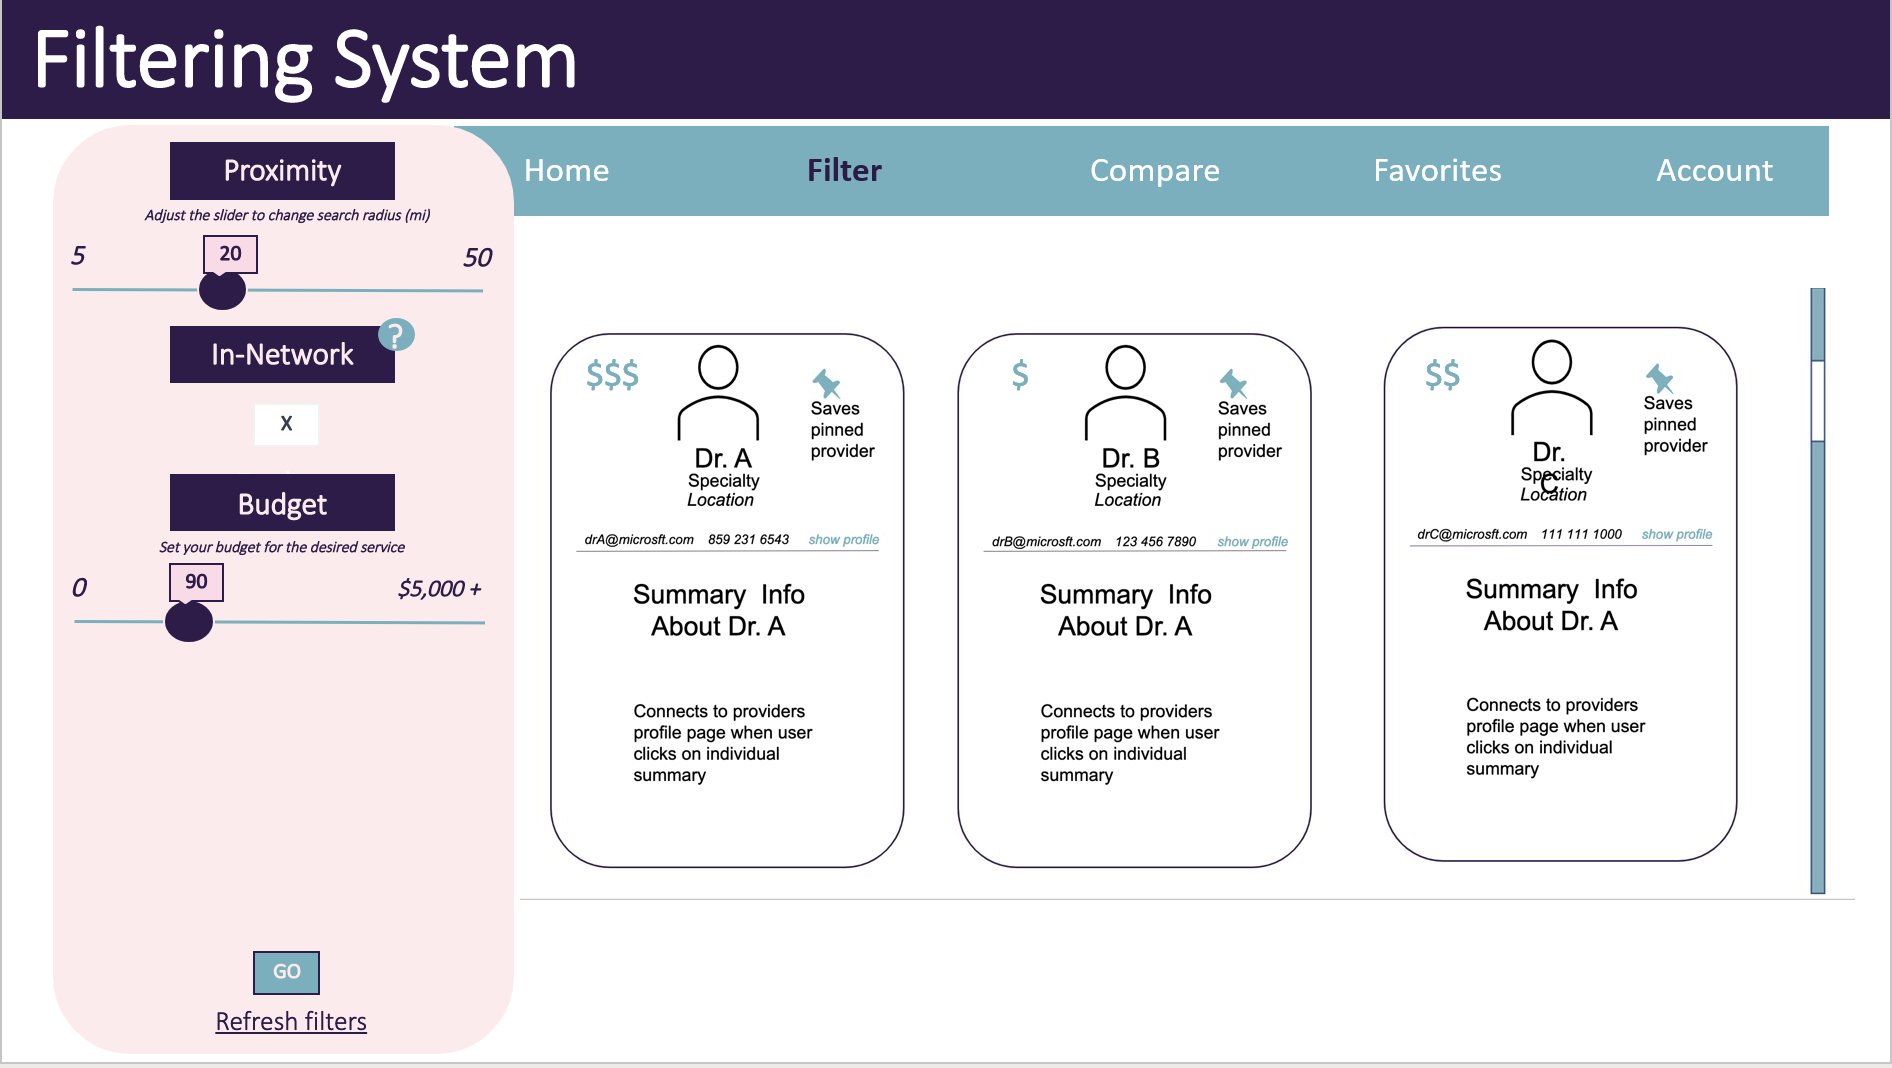 Filtering System
Home Filter Compare Favorites Account
Proximity
Adjust the slider to change search radius (mi)
5 20 50
In-Network ?
X
Budget
Set your budget for the desired service
0 90 $5,000 +
GO
Refresh filters
$$$
Saves
pinned
provider
Dr. A
Specialty
Location
drA@microsft.com 859 231 6543 show profile
Summary Info
About Dr. A
Connects to providers
profile page when user
clicks on individual
summary
$
Saves
pinned
provider
Dr. B
Specialty
Location
drB@microsft.com 123 456 7890 show profile
Summary Info
About Dr. A
Connects to providers
profile page when user
clicks on individual
summary
$$
Saves
pinned
provider
Dr.
C
Specialty
Location
drC@microsft.com 111 111 1000 show profile
Summary Info
About Dr. A
Connects to providers
profile page when user
clicks on individual
summary